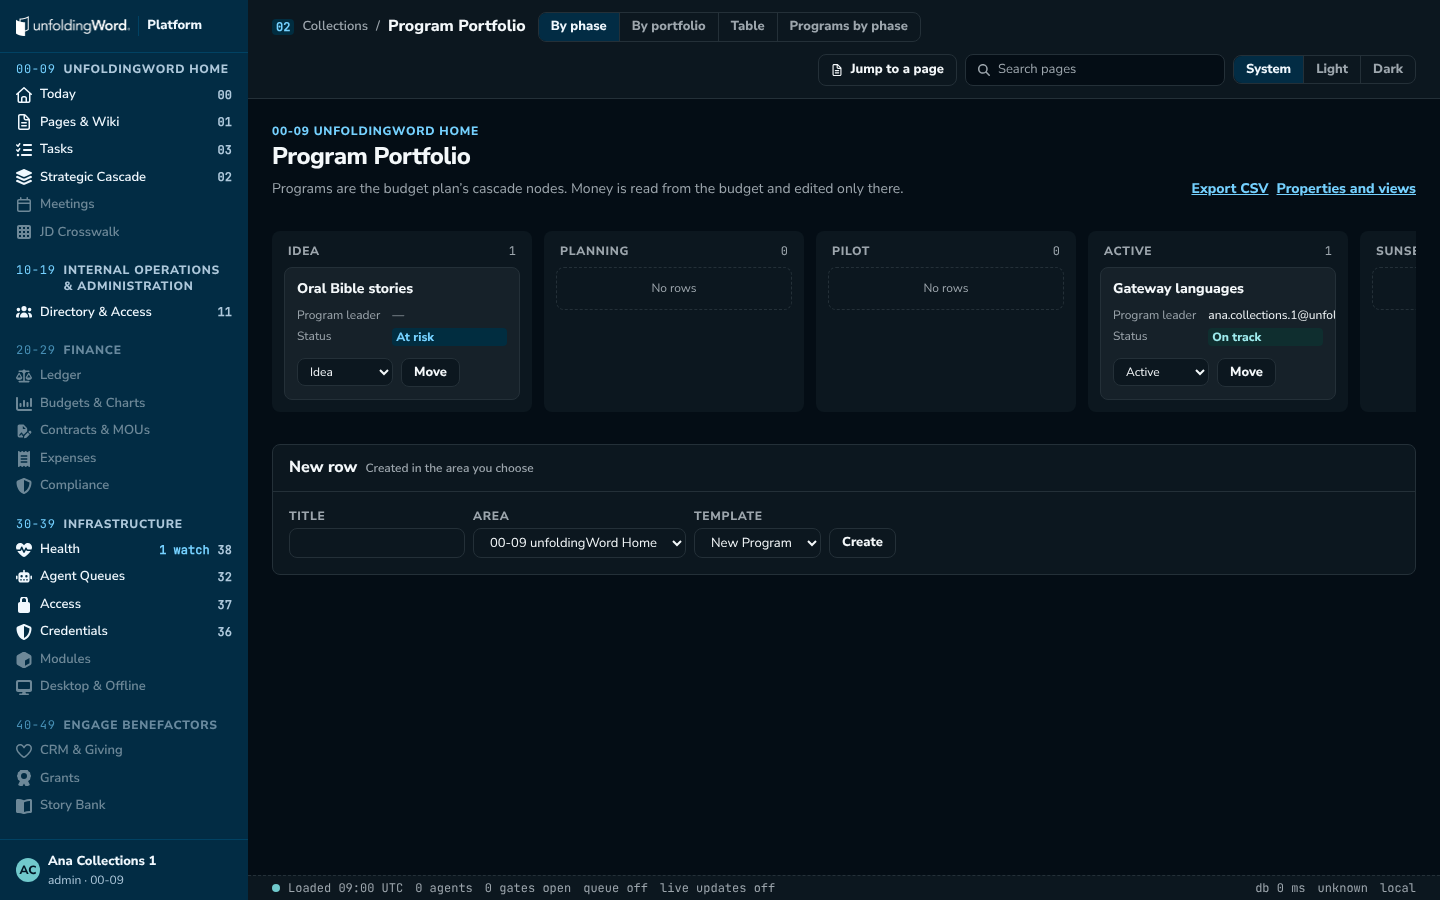 unfoldingWord. Platform
00-09 UNFOLDINGWORD HOME
Today 00
Pages & Wiki 01
Tasks 03
Strategic Cascade 02
Meetings
JD Crosswalk
10-19 INTERNAL OPERATIONS
& ADMINISTRATION
Directory & Access 11
20-29 FINANCE
Ledger
Budgets & Charts
Contracts & MOUs
Expenses
Compliance
30-39 INFRASTRUCTURE
Health 1 watch 38
Agent Queues 32
Access 37
Credentials 36
Modules
Desktop & Offline
40-49 ENGAGE BENEFACTORS
CRM & Giving
Grants
Story Bank
AC Ana Collections 1
admin · 00-09
02 Collections / Program Portfolio By phase By portfolio Table Programs by phase
Jump to a page Search pages System Light Dark
00-09 UNFOLDINGWORD HOME
Program Portfolio
Programs are the budget plan's cascade nodes. Money is read from the budget and edited only there.
Export CSV Properties and views
IDEA 1
Oral Bible stories
Program leader —
Status At risk
Idea Move
PLANNING 0
No rows
PILOT 0
No rows
ACTIVE 1
Gateway languages
Program leader ana.collections.1@unfol
Status On track
Active Move
SUNSE
New row Created in the area you choose
TITLE AREA TEMPLATE
00-09 unfoldingWord Home New Program Create
Loaded 09:00 UTC 0 agents 0 gates open queue off live updates off db 0 ms unknown local